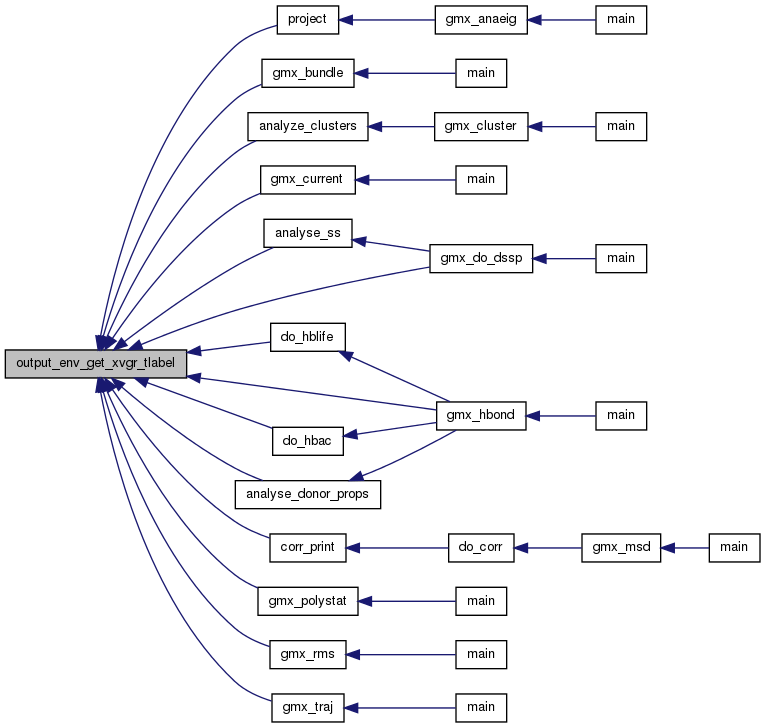 project
gmx_anaeig
main
gmx_bundle
main
analyze_clusters
gmx_cluster
main
gmx_current
main
analyse_ss
gmx_do_dssp
main
output_env_get_xvgr_tlabel
do_hblife
gmx_hbond
main
do_hbac
analyse_donor_props
corr_print
do_corr
gmx_msd
main
gmx_polystat
main
gmx_rms
main
gmx_traj
main